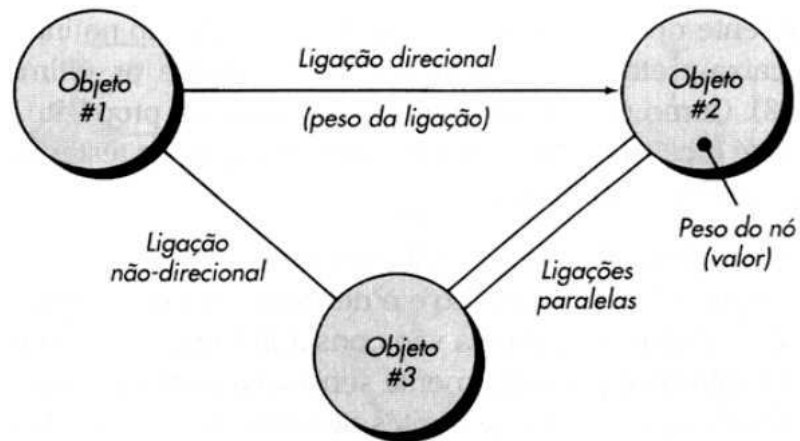 Objeto
#1
Ligação direcional
(peso da ligação)
Objeto
#2
Ligação
não-direcional
Ligações
paralelas
Peso do nó
(valor)
Objeto
#3